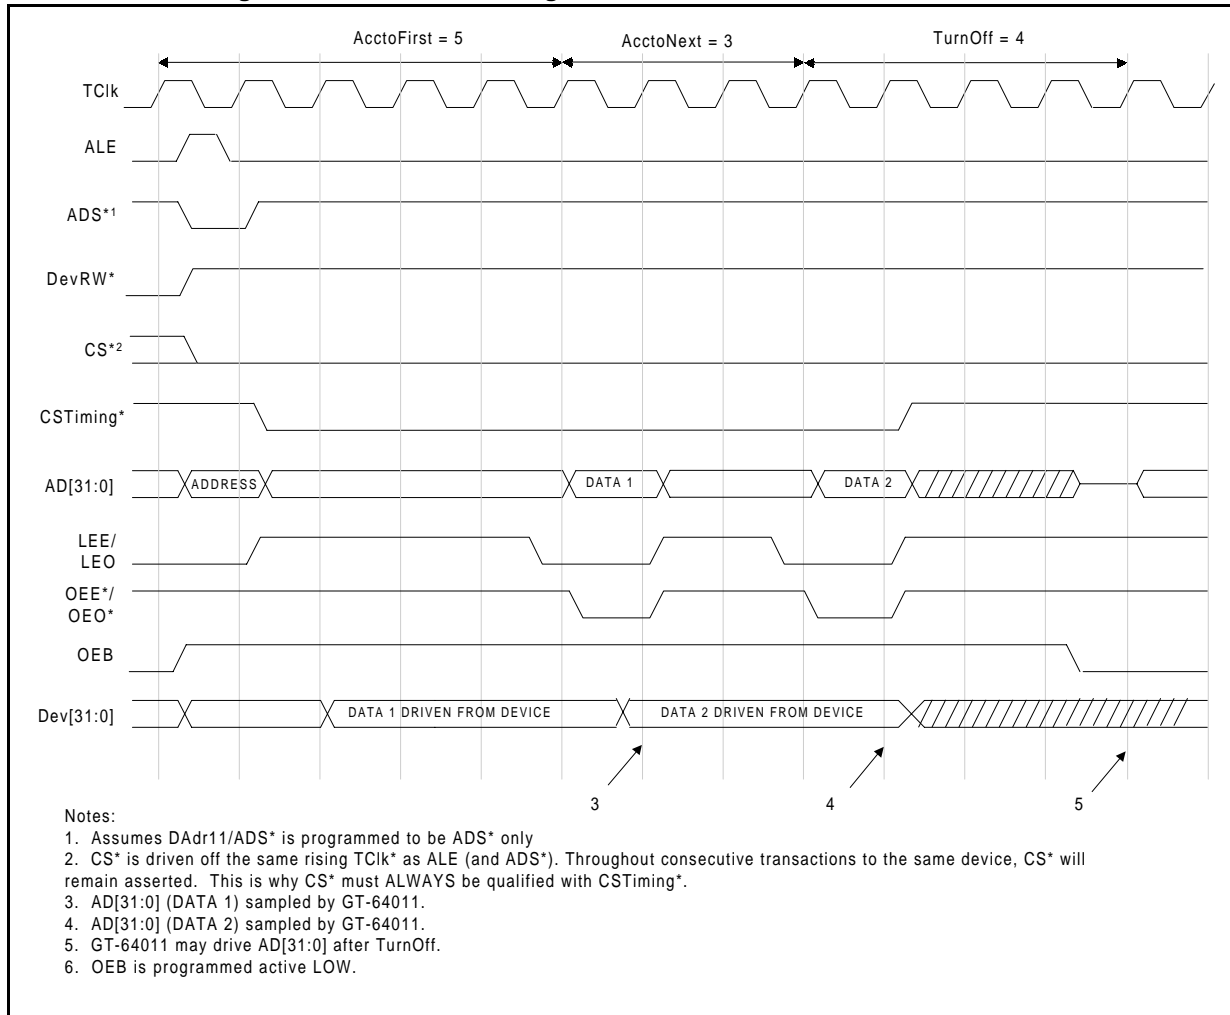 AcctoFirst = 5
AcctoNext = 3
TurnOff = 4
TClk
ALE
ADS*1
DevRW*
CS*2
CSTiming*
AD[31:0]
ADDRESS
DATA 1
DATA 2
LEE/
LEO
OEE*/
OEO*
OEB
Dev[31:0]
DATA 1 DRIVEN FROM DEVICE
DATA 2 DRIVEN FROM DEVICE
3
4
5
Notes:
1. Assumes DAdr11/ADS* is programmed to be ADS* only
2. CS* is driven off the same rising TClk* as ALE (and ADS*). Throughout consecutive transactions to the same device, CS* will
remain asserted. This is why CS* must ALWAYS be qualified with CSTiming*.
3. AD[31:0] (DATA 1) sampled by GT-64011.
4. AD[31:0] (DATA 2) sampled by GT-64011.
5. GT-64011 may drive AD[31:0] after TurnOff.
6. OEB is programmed active LOW.